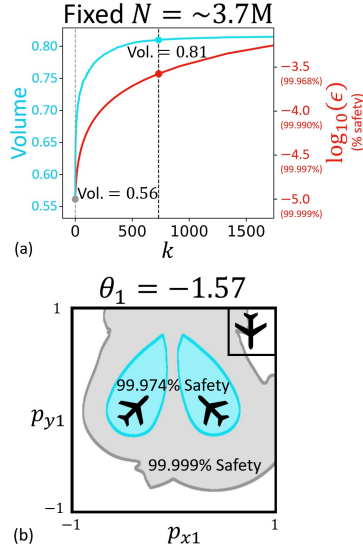 Fixed N = ~3.7M
0.80
0.75
0.70
0.65
0.60
0.55
Volume
Vol. = 0.81
Vol. = 0.56
−3.5
(99.968%)
−4.0
(99.990%)
−4.5
(99.997%)
−5.0
(99.999%)
log₁₀(ϵ)
(% safety)
0
500
1000
1500
(a)
k
θ₁ = −1.57
1
99.974% Safety
p_y1
99.999% Safety
−1
−1
1
p_x1
(b)